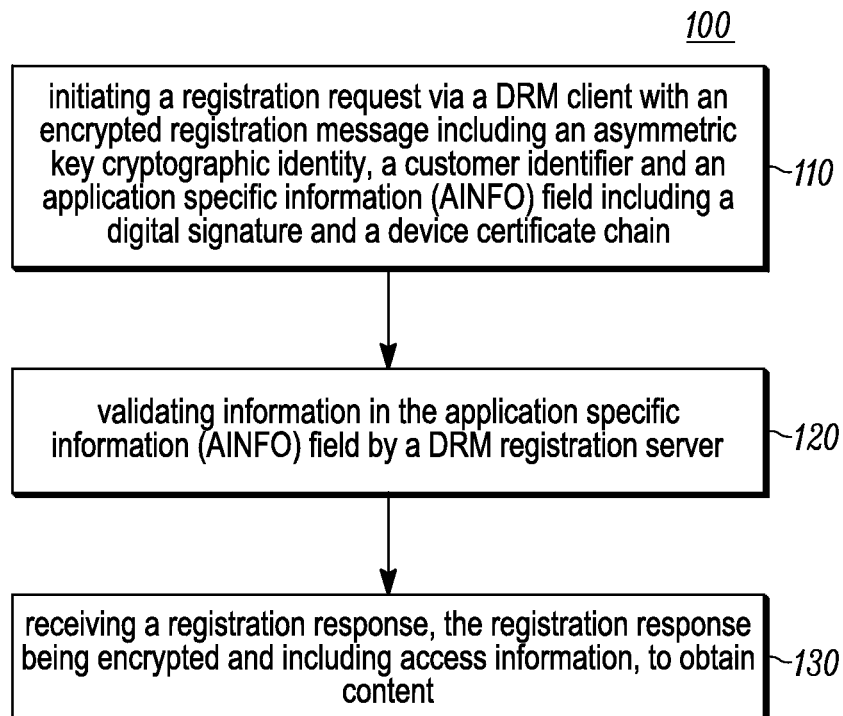 100
initiating a registration request via a DRM client with an
encrypted registration message including an asymmetric
key cryptographic identity, a customer identifier and an
application specific information (AINFO) field including a
digital signature and a device certificate chain
110
validating information in the application specific
information (AINFO) field by a DRM registration server
120
receiving a registration response, the registration response
being encrypted and including access information, to obtain
content
130